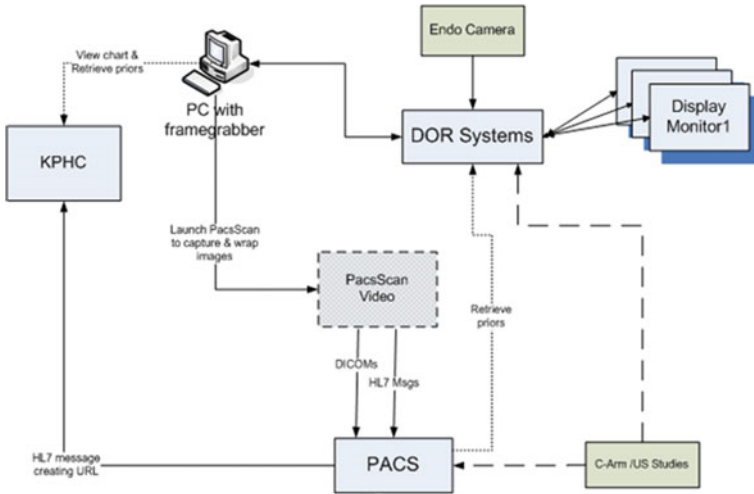 Endo Camera
View chart &
Retrieve priors
PC with
framegrabber
Display
Monitor1
DOR Systems
KPHC
Launch PacsScan
to capture & wrap
images
PacsScan
Video
Retrieve
priors
DICOMs
HL7 Msgs
HL7 message
creating URL
PACS
C-Arm /US Studies